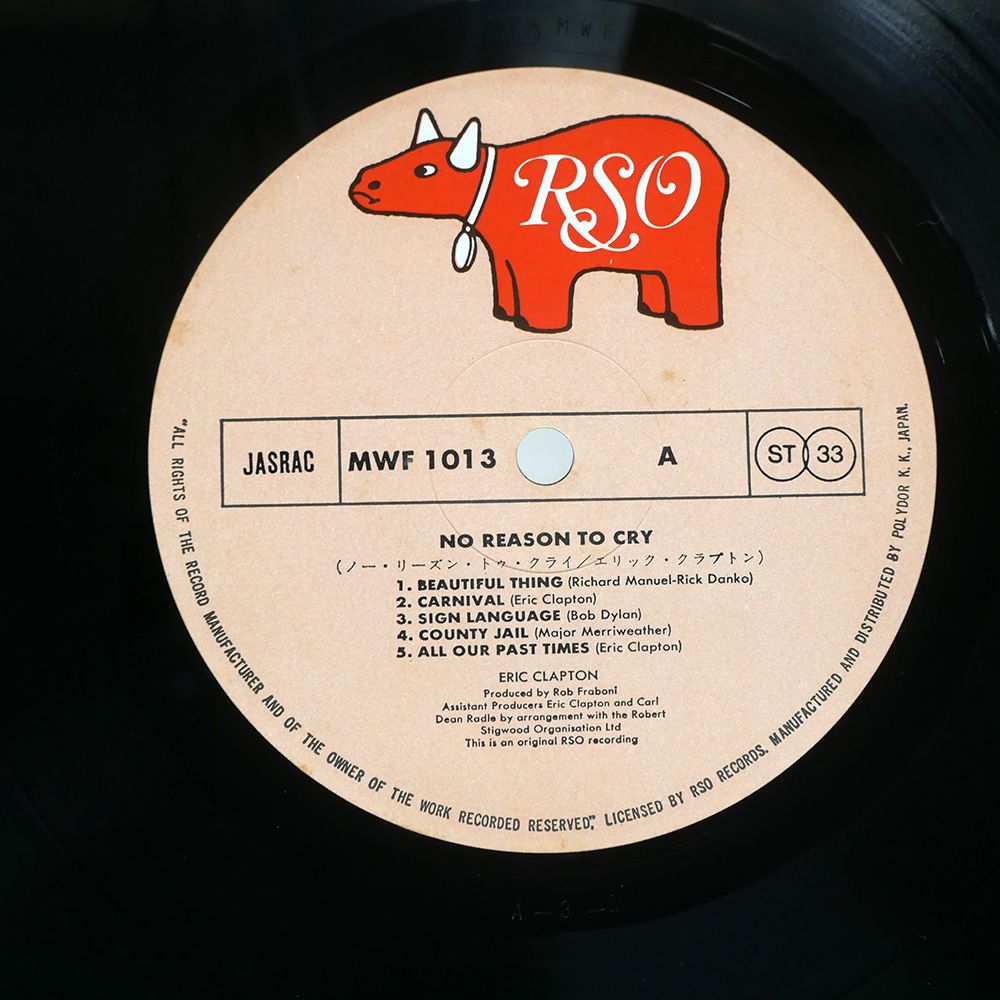 MWF
RSO
JASRAC
MWF 1013
A
ST 33
NO REASON TO CRY
(ノー・リーズン・トゥ・クライ/エリック・クラプトン)
1. BEAUTIFUL THING (Richard Manuel-Rick Danko)
2. CARNIVAL (Eric Clapton)
3. SIGN LANGUAGE (Bob Dylan)
4. COUNTY JAIL (Major Merriweather)
5. ALL OUR PAST TIMES (Eric Clapton)
ERIC CLAPTON
Produced by Rob Fraboni
Assistant Producers Eric Clapton and Carl
Dean Radle by arrangement with the Robert
Stigwood Organisation Ltd
This is an original RSO recording
"ALL RIGHTS OF THE RECORD MANUFACTURER AND OF THE OWNER OF THE WORK RECORDED RESERVED", LICENSED BY RSO RECORDS. MANUFACTURED AND DISTRIBUTED BY POLYDOR K. K., JAPAN.